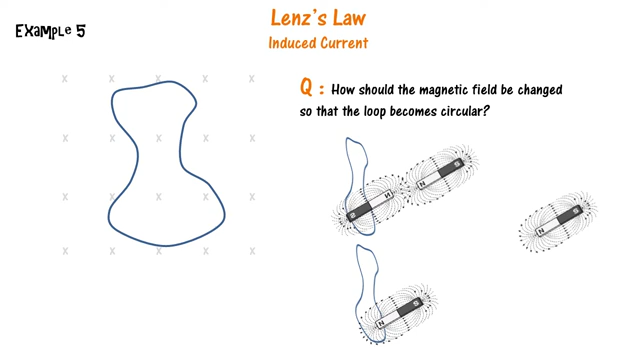 Lenz's Law
Example 5
Induced Current
x x x x x
Q : How should the magnetic field be changed
so that the loop becomes circular?
x x x x x
S N
N S
x x x x x
N S
x x x x x
N S